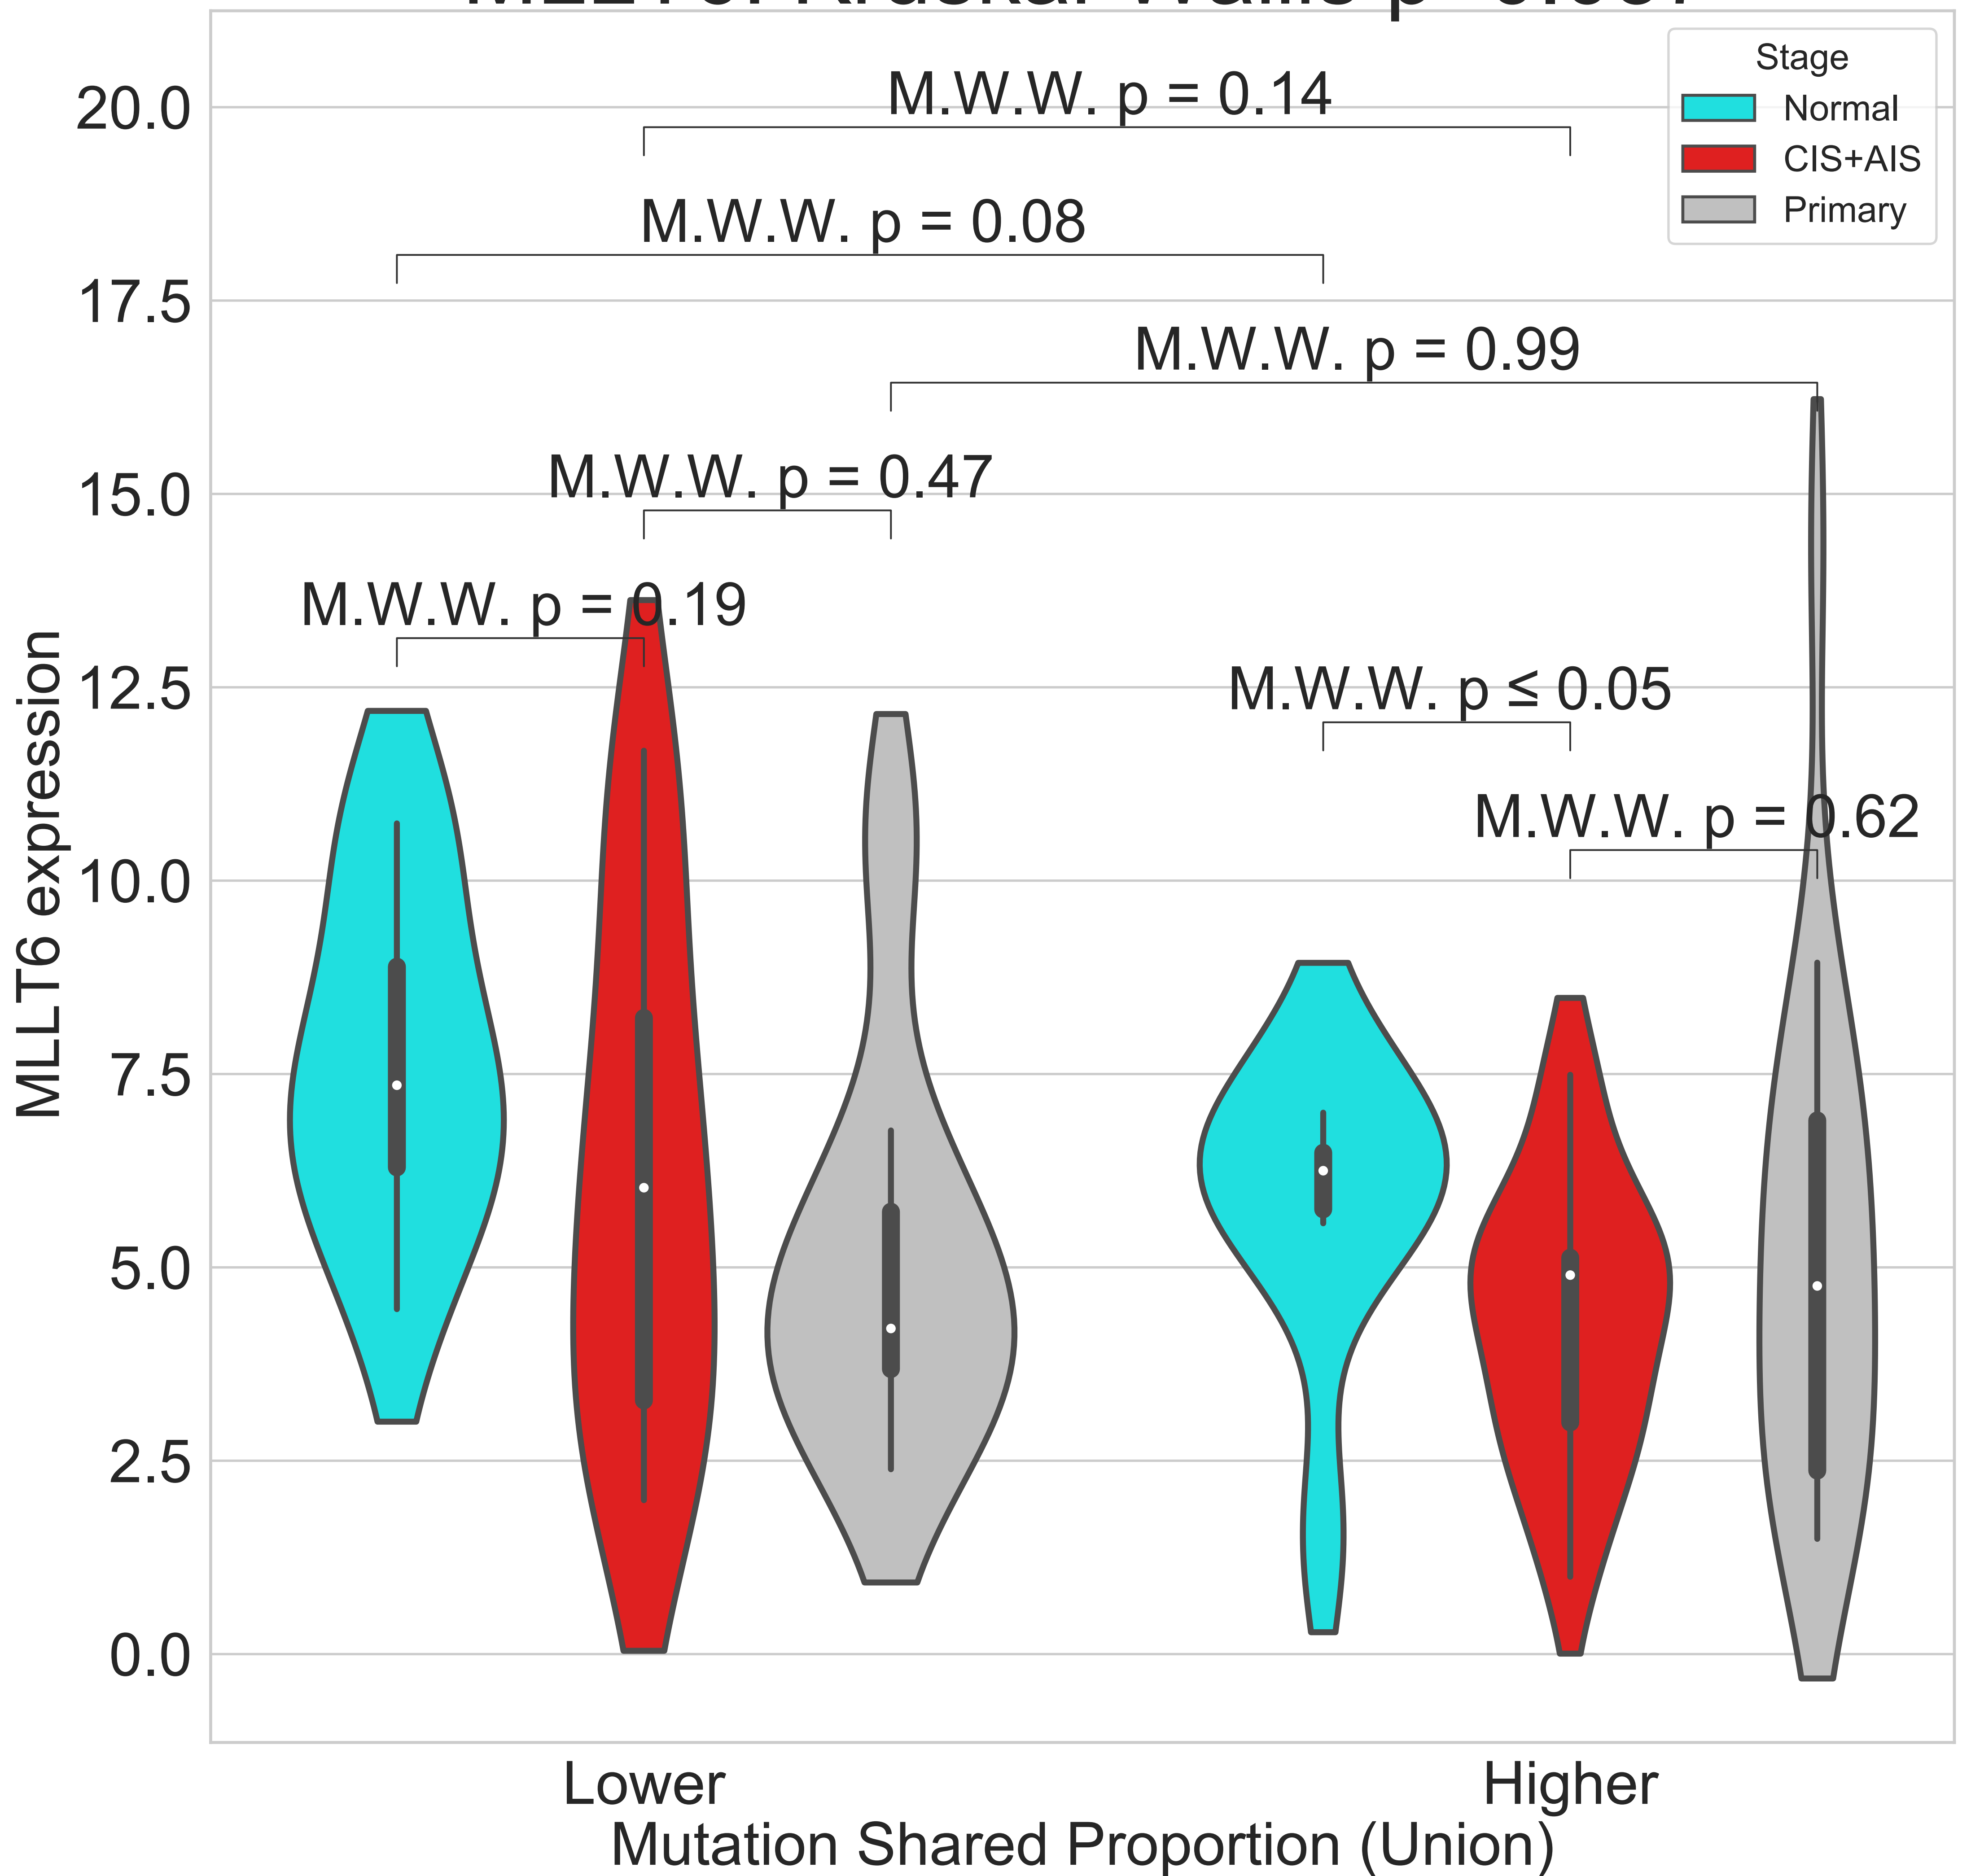 Stage
Normal
CIS+AIS
Primary
M.W.W. p = 0.14
M.W.W. p = 0.08
M.W.W. p = 0.99
M.W.W. p = 0.47
M.W.W. p = 0.19
M.W.W. p ≤ 0.05
M.W.W. p = 0.62
MLLT6 expression
20.0
17.5
15.0
12.5
10.0
7.5
5.0
2.5
0.0
Lower
Higher
Mutation Shared Proportion (Union)